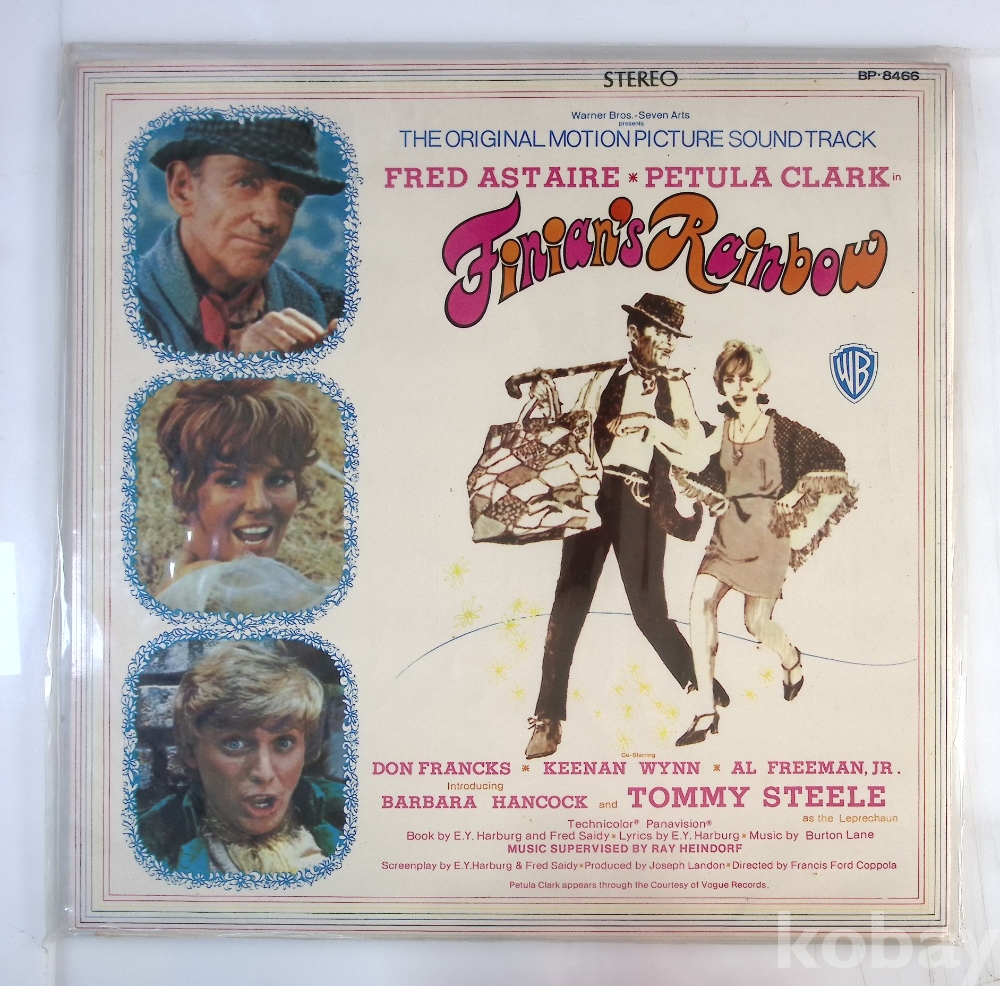 STEREO
BP・8466
Warner Bros.-Seven Arts
presents
THE ORIGINAL MOTION PICTURE SOUND TRACK
FRED ASTAIRE * PETULA CLARK in
Finian's Rainbow
WB
Co-Starring
DON FRANCKS * KEENAN WYNN * AL FREEMAN, JR.
Introducing
BARBARA HANCOCK and TOMMY STEELE
as the Leprechaun
Technicolor® Panavision®
Book by E.Y. Harburg and Fred Saidy * Lyrics by E.Y. Harburg * Music by Burton Lane
MUSIC SUPERVISED BY RAY HEINDORF
Screenplay by E.Y.Harburg & Fred Saidy * Produced by Joseph Landon * Directed by Francis Ford Coppola
Petula Clark appears through the Courtesy of Vogue Records.
kobay